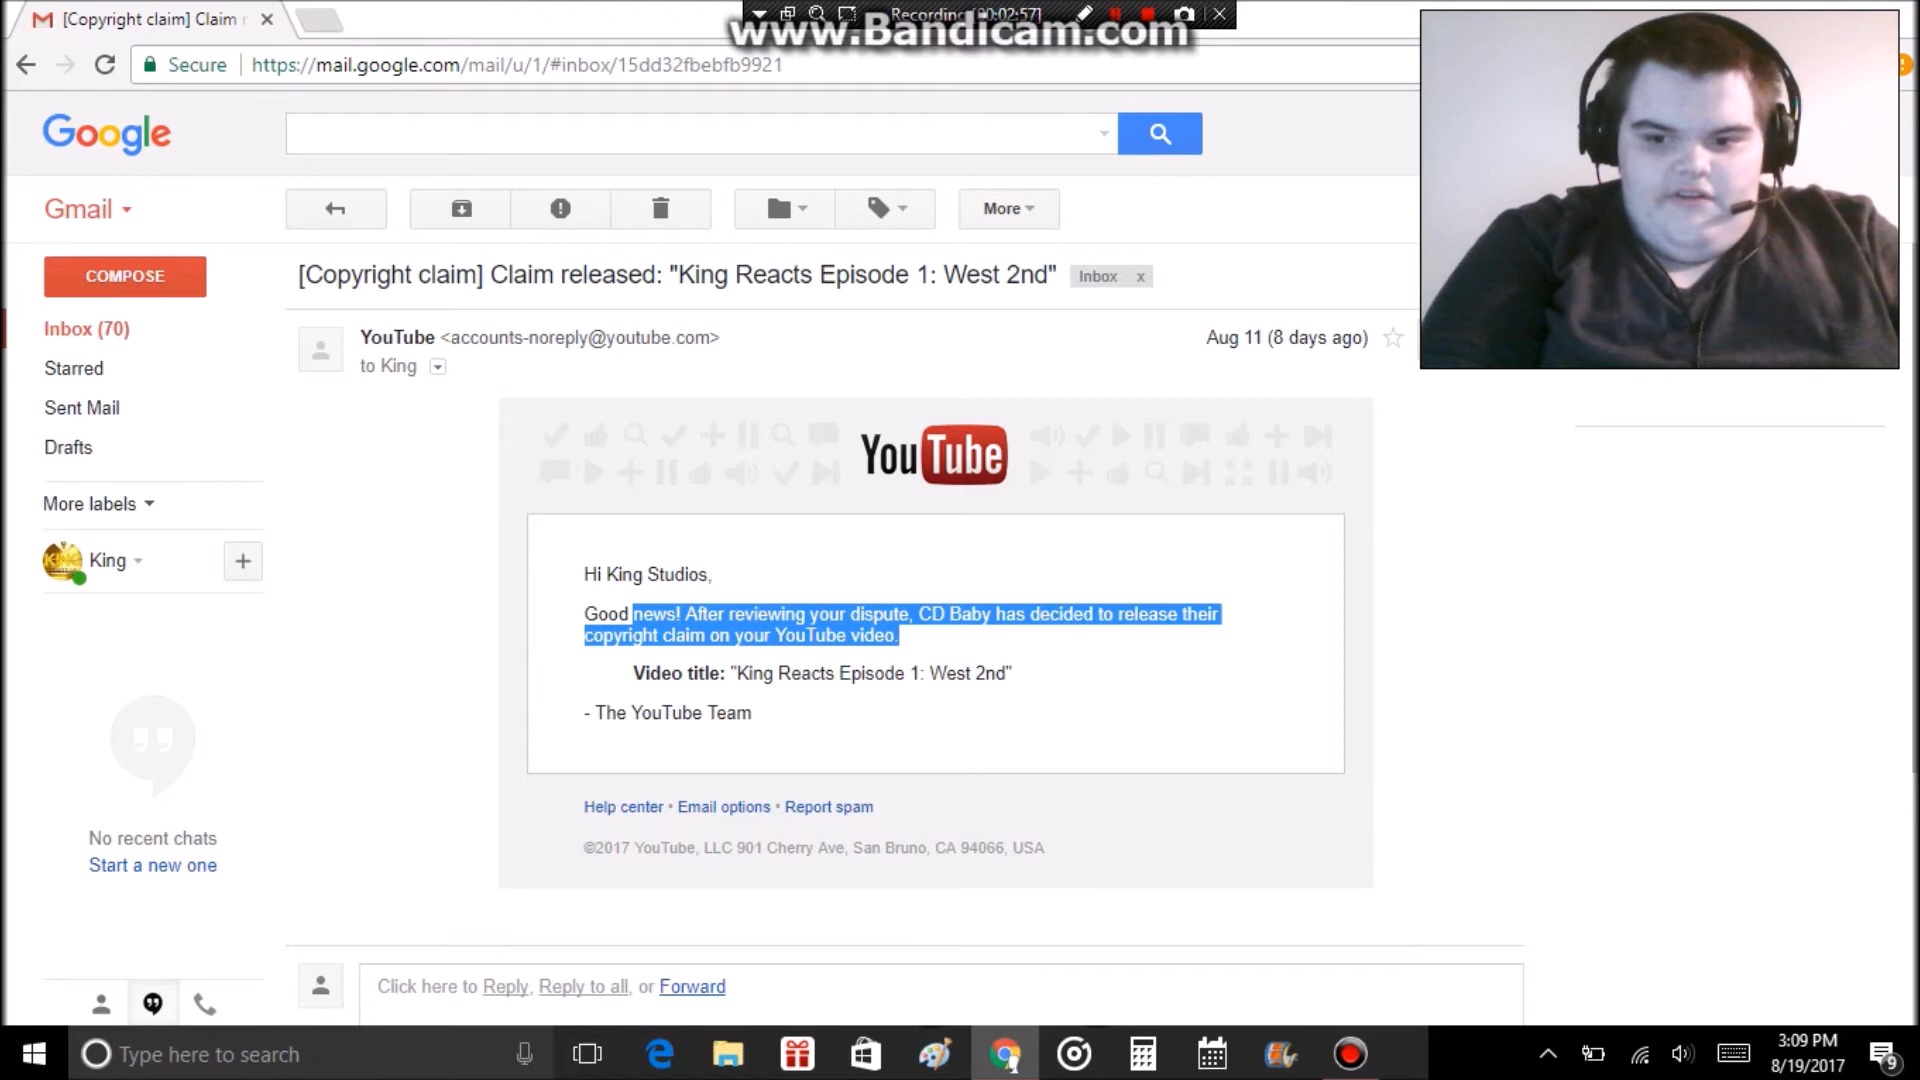 [Copyright claim] Claim r
Recording [00:02:57]
www.Bandicam.com
Secure https://mail.google.com/mail/u/1/#inbox/15dd32fbebfb9921
Google
Gmail
More
COMPOSE
[Copyright claim] Claim released: "King Reacts Episode 1: West 2nd" Inbox x
Inbox (70)
YouTube <accounts-noreply@youtube.com> Aug 11 (8 days ago)
to King
Starred
Sent Mail
Drafts
More labels
King
YouTube
Hi King Studios,
Good news! After reviewing your dispute, CD Baby has decided to release their
copyright claim on your YouTube video.
Video title: "King Reacts Episode 1: West 2nd"
- The YouTube Team
Help center • Email options • Report spam
©2017 YouTube, LLC 901 Cherry Ave, San Bruno, CA 94066, USA
No recent chats
Start a new one
Click here to Reply, Reply to all, or Forward
Type here to search
3:09 PM
8/19/2017
9